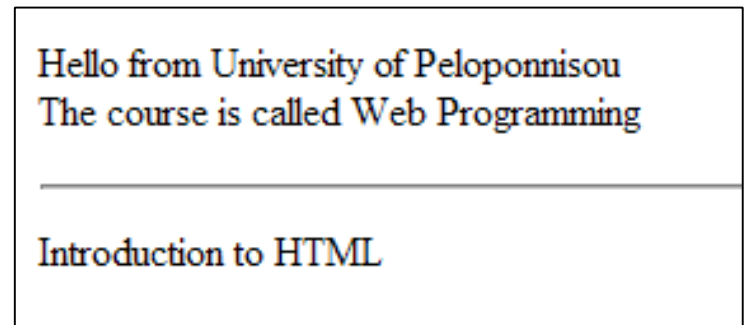 Hello from University of Peloponnisou
The course is called Web Programming
Introduction to HTML